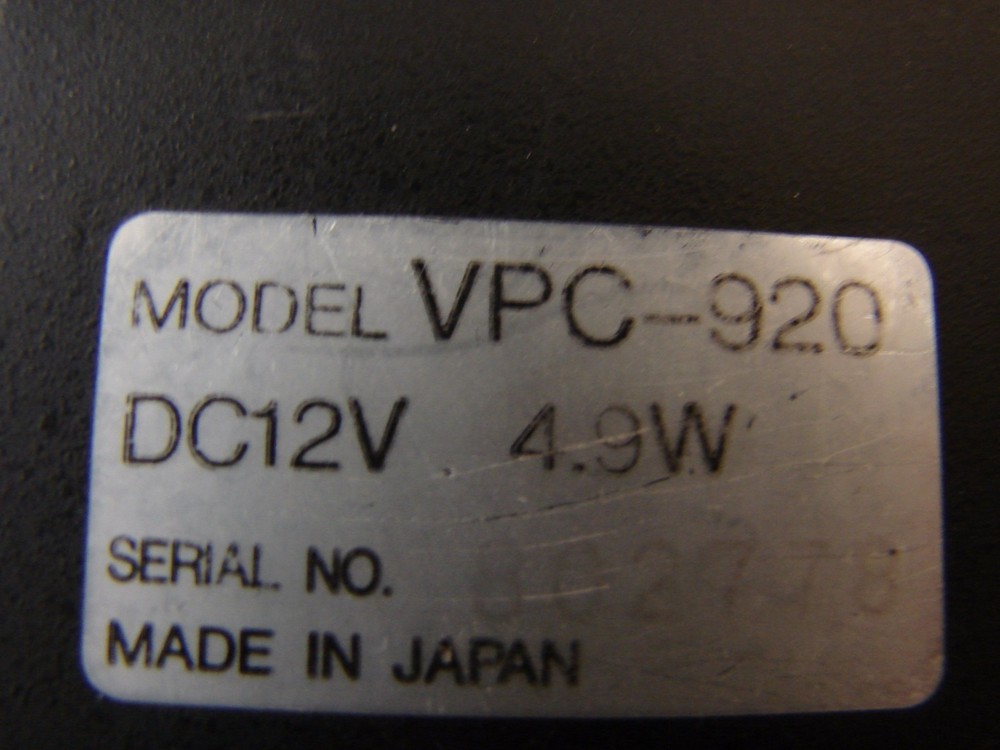 MODEL VPC-920
DC12V 4.9W
SERIAL NO.
MADE IN JAPAN